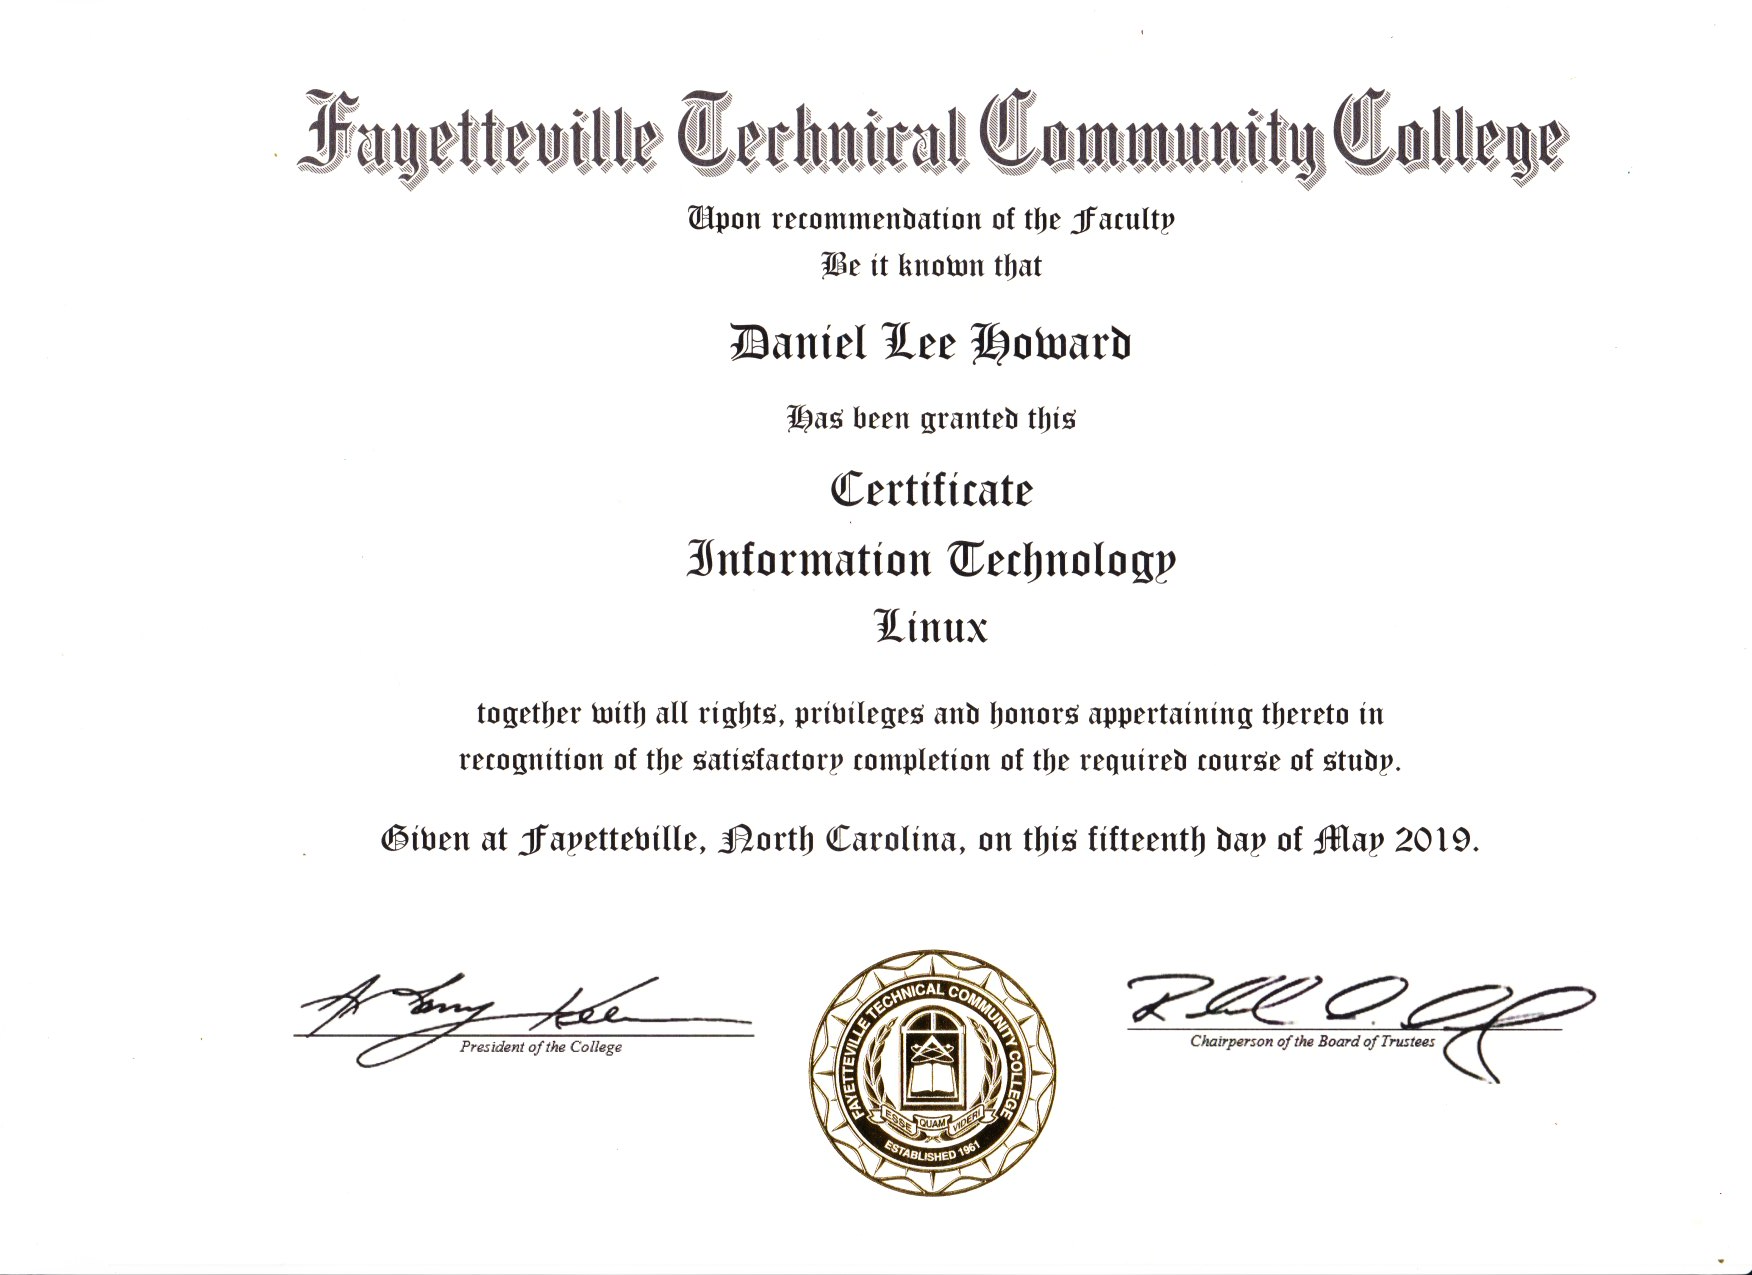 Fayetteville Technical Community College
Upon recommendation of the Faculty
Be it known that
Daniel Lee Howard
Has been granted this
Certificate
Information Technology
Linux
together with all rights, privileges and honors appertaining thereto in
recognition of the satisfactory completion of the required course of study.
Given at Fayetteville, North Carolina, on this fifteenth day of May 2019.
President of the College
FAYETTEVILLE TECHNICAL COMMUNITY COLLEGE
ESSE QUAM VIDERI
ESTABLISHED 1961
Chairperson of the Board of Trustees